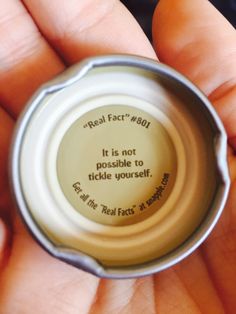 "Real Fact" #801
It is not
possible to
tickle yourself.
Get all the "Real Facts" at snapple.com